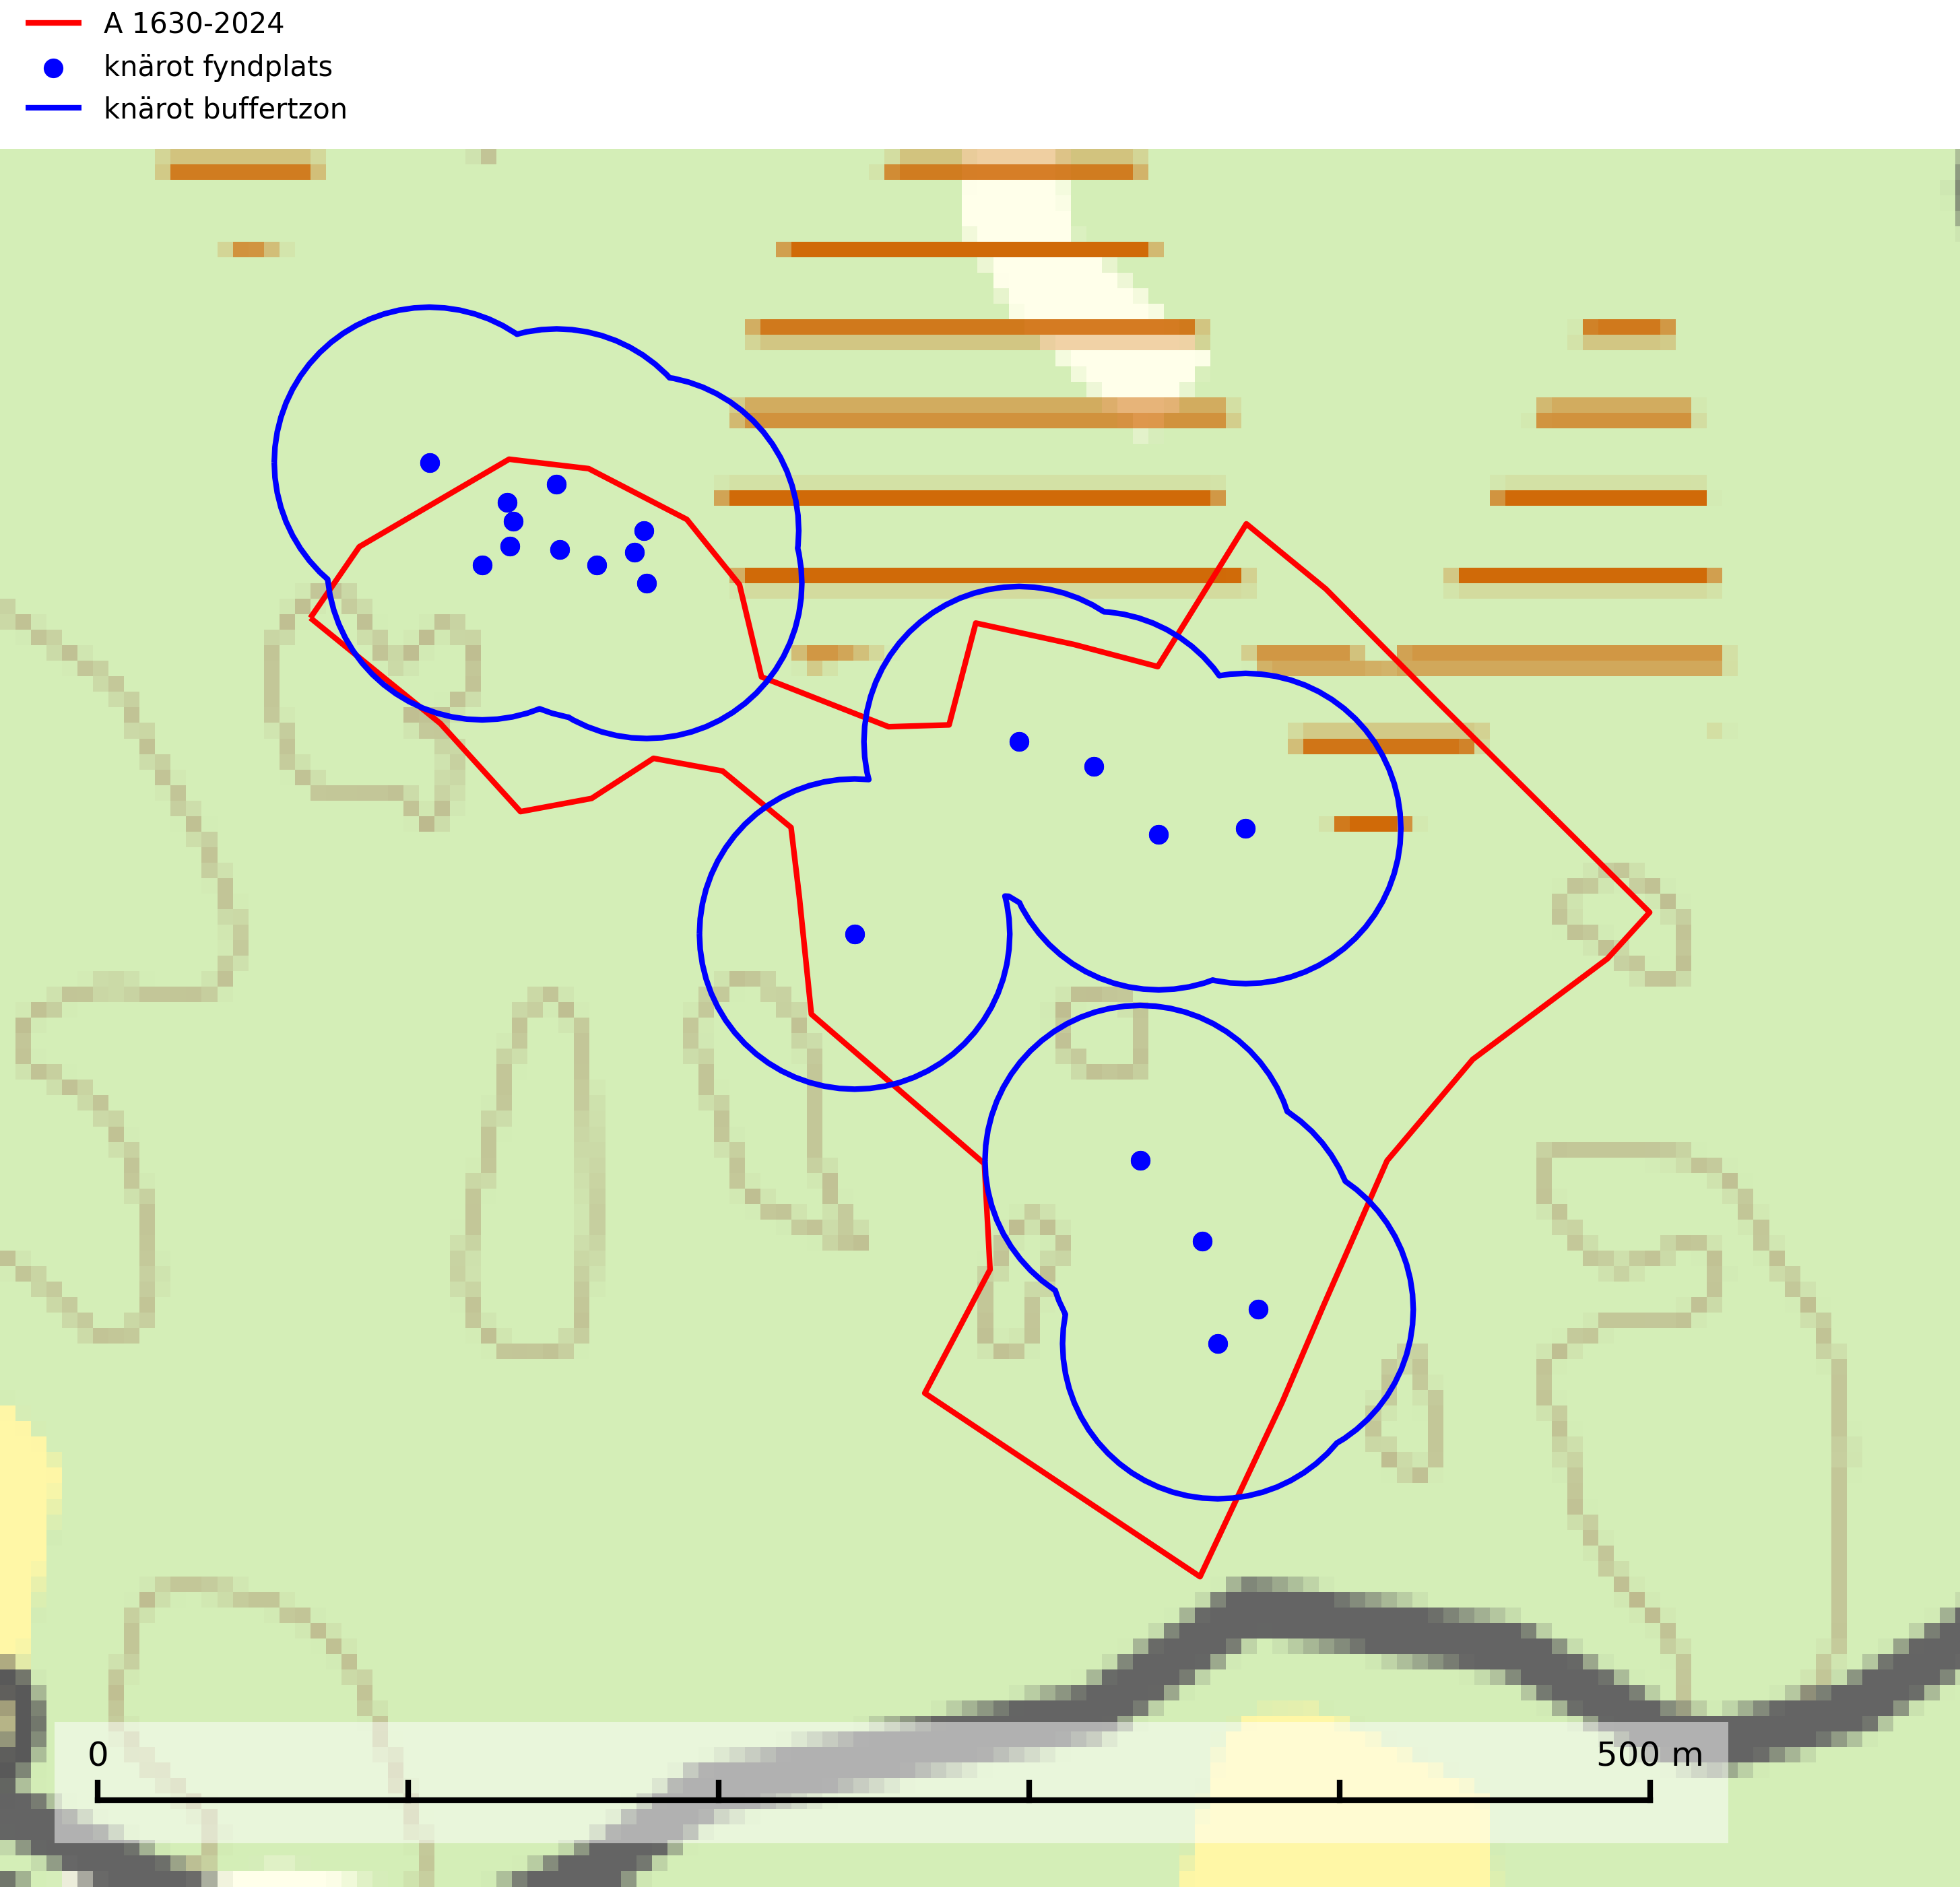 A 1630-2024
knärot fyndplats
knärot buffertzon
0 500 m